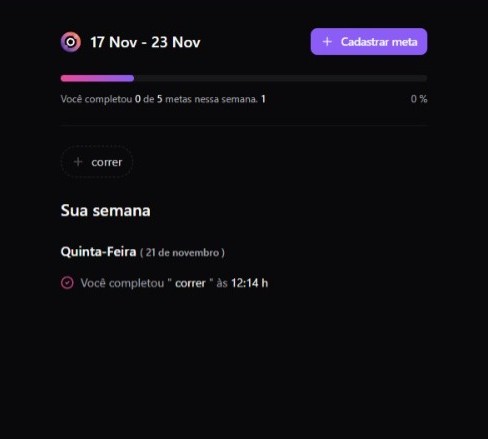 17 Nov - 23 Nov
+ Cadastrar meta
Você completou 0 de 5 metas nessa semana. 1
0 %
+ correr
Sua semana
Quinta-Feira ( 21 de novembro )
Você completou " correr " às 12:14 h